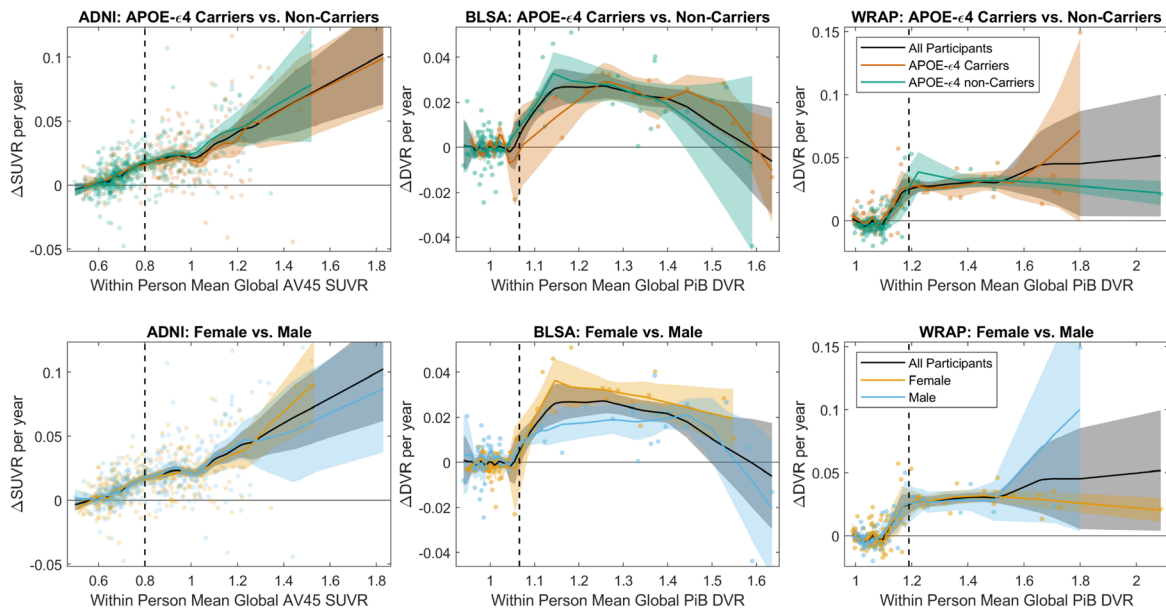 ADNI: APOE-ϵ4 Carriers vs. Non-Carriers
BLSA: APOE-ϵ4 Carriers vs. Non-Carriers
WRAP: APOE-ϵ4 Carriers vs. Non-Carriers
ΔSUVR per year
0.1
0.05
0
-0.05
0.6 0.8 1 1.2 1.4 1.6 1.8
Within Person Mean Global AV45 SUVR
ΔDVR per year
0.06
0.04
0.02
0
-0.02
-0.04
1 1.1 1.2 1.3 1.4 1.5 1.6
Within Person Mean Global PiB DVR
ΔDVR per year
0.15
0.1
0.05
0
All Participants
APOE-ϵ4 Carriers
APOE-ϵ4 non-Carriers
1 1.2 1.4 1.6 1.8 2
Within Person Mean Global PiB DVR
ADNI: Female vs. Male
BLSA: Female vs. Male
WRAP: Female vs. Male
ΔSUVR per year
0.1
0.05
0
-0.05
0.6 0.8 1 1.2 1.4 1.6 1.8
Within Person Mean Global AV45 SUVR
ΔDVR per year
0.06
0.04
0.02
0
-0.02
-0.04
1 1.1 1.2 1.3 1.4 1.5 1.6
Within Person Mean Global PiB DVR
ΔDVR per year
0.15
0.1
0.05
0
All Participants
Female
Male
1 1.2 1.4 1.6 1.8 2
Within Person Mean Global PiB DVR